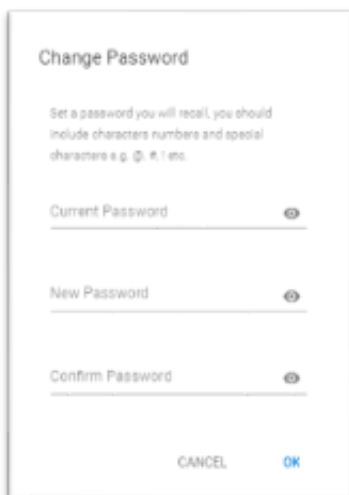 Change Password
Set a password you will recall, you should
include characters numbers and special
characters e.g. @, #, ! etc.
Current Password
New Password
Confirm Password
CANCEL OK